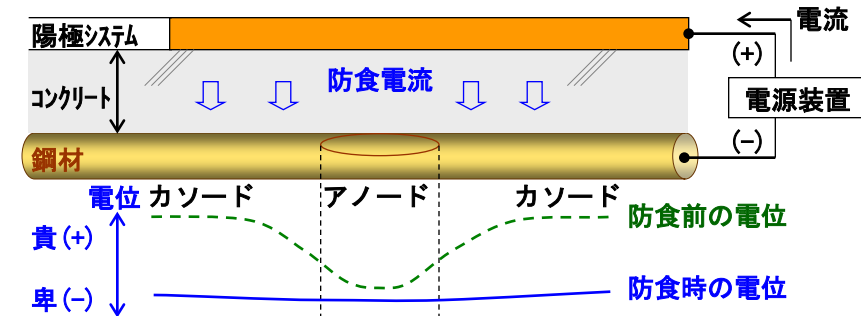 電流
陽極システム
(+)
防食電流
コンクリート
電源装置
(−)
鋼材
電位
カソード
アノード
カソード
防食前の電位
貴(+)
卑(−)
防食時の電位